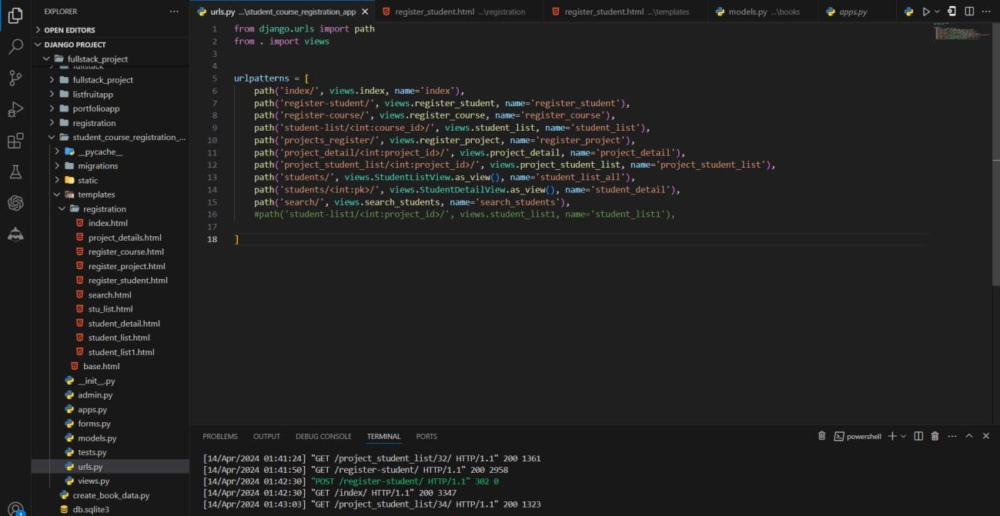 EXPLORER
OPEN EDITORS
DJANGO PROJECT
fullstack_project
fullstack
fullstack_project
listfruitapp
portfolioapp
registration
student_course_registration_...
__pycache__
migrations
static
templates
registration
index.html
project_details.html
register_course.html
register_project.html
register_student.html
search.html
stu_list.html
student_detail.html
student_list.html
student_list1.html
base.html
__init__.py
admin.py
apps.py
forms.py
models.py
tests.py
urls.py
views.py
create_book_data.py
db.sqlite3
1
urls.py ...\student_course_registration_app
register_student.html ...\registration
register_student.html ...\templates
models.py ...\books
apps.py
1 from django.urls import path
2 from . import views
3
4
5 urlpatterns = [
6 path('index/', views.index, name='index'),
7 path('register-student/', views.register_student, name='register_student'),
8 path('register-course/', views.register_course, name='register_course'),
9 path('student-list/<int:course_id>/', views.student_list, name='student_list'),
10 path('projects_register/', views.register_project, name='register_project'),
11 path('project_detail/<int:project_id>/', views.project_detail, name='project_detail'),
12 path('project_student_list/<int:project_id>/', views.project_student_list, name='project_student_list'),
13 path('students/', views.StudentListView.as_view(), name='student_list_all'),
14 path('students/<int:pk>/', views.StudentDetailView.as_view(), name='student_detail'),
15 path('search/', views.search_students, name='search_students'),
16 #path('student-list1/<int:project_id>/', views.student_list1, name='student_list1'),
17
18 ]
PROBLEMS OUTPUT DEBUG CONSOLE TERMINAL PORTS
powershell
[14/Apr/2024 01:41:24] "GET /project_student_list/32/ HTTP/1.1" 200 1361
[14/Apr/2024 01:41:50] "GET /register-student/ HTTP/1.1" 200 2958
[14/Apr/2024 01:42:30] "POST /register-student/ HTTP/1.1" 302 0
[14/Apr/2024 01:42:30] "GET /index/ HTTP/1.1" 200 3347
[14/Apr/2024 01:43:03] "GET /project_student_list/34/ HTTP/1.1" 200 1323